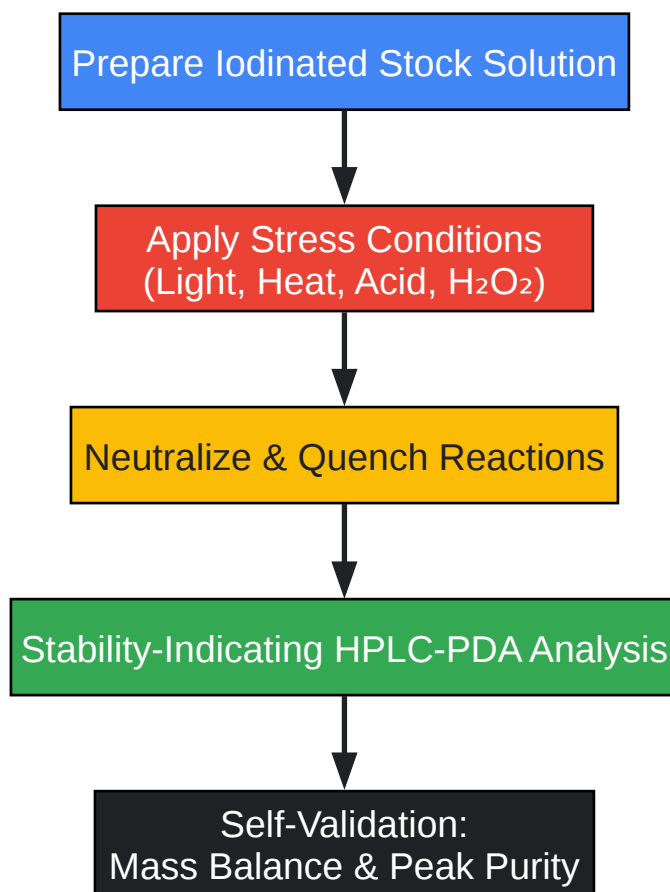 Prepare Iodinated Stock Solution
Apply Stress Conditions
(Light, Heat, Acid, H₂O₂)
Neutralize & Quench Reactions
Stability-Indicating HPLC-PDA Analysis
Self-Validation:
Mass Balance & Peak Purity